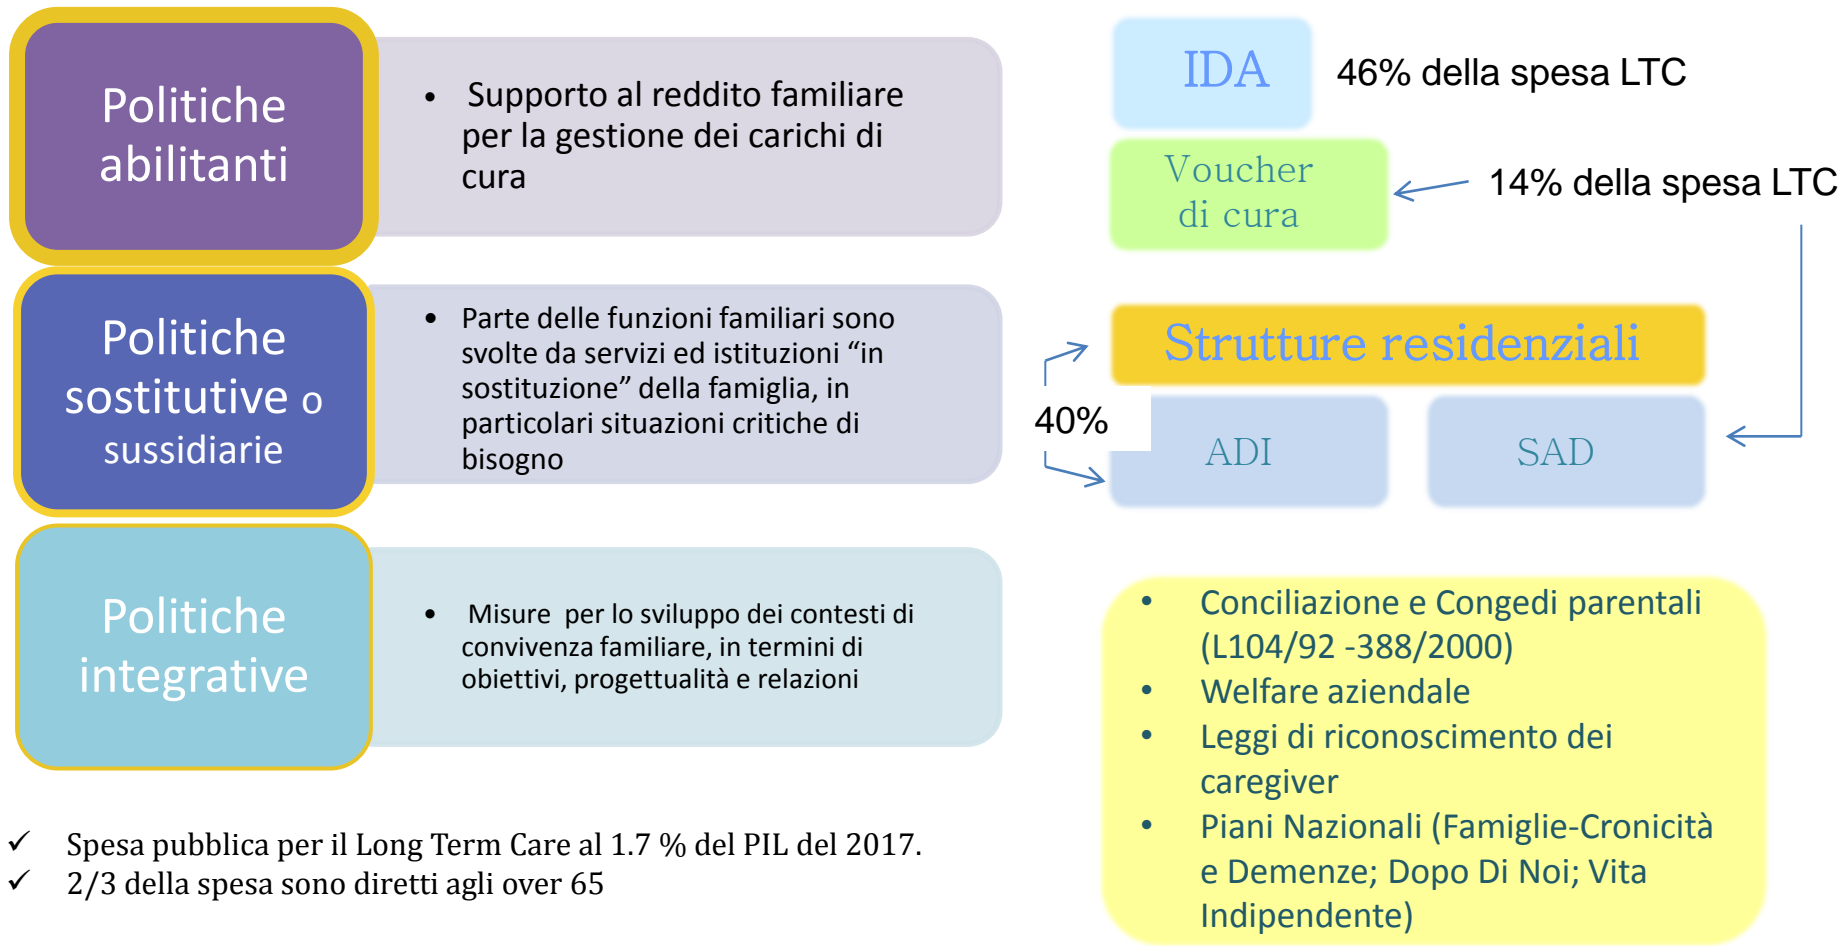 Politiche
abilitanti
• Supporto al reddito familiare
per la gestione dei carichi di
cura
IDA
46% della spesa LTC
Voucher
di cura
14% della spesa LTC
Politiche
sostitutive o
sussidiarie
• Parte delle funzioni familiari sono
svolte da servizi ed istituzioni “in
sostituzione” della famiglia, in
particolari situazioni critiche di
bisogno
Strutture residenziali
40%
ADI
SAD
Politiche
integrative
• Misure per lo sviluppo dei contesti di
convivenza familiare, in termini di
obiettivi, progettualità e relazioni
• Conciliazione e Congedi parentali
(L104/92 -388/2000)
• Welfare aziendale
• Leggi di riconoscimento dei
caregiver
• Piani Nazionali (Famiglie-Cronicità
e Demenze; Dopo Di Noi; Vita
Indipendente)
✓ Spesa pubblica per il Long Term Care al 1.7 % del PIL del 2017.
✓ 2/3 della spesa sono diretti agli over 65